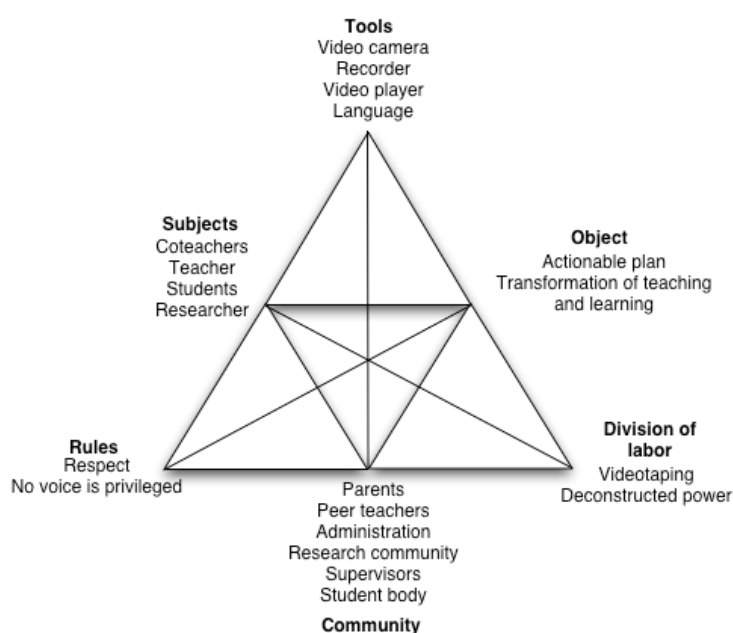 Tools
Video camera
Recorder
Video player
Language
Subjects
Coteachers
Teacher
Students
Researcher
Object
Actionable plan
Transformation of teaching
and learning
Rules
Respect
No voice is privileged
Division of
labor
Videotaping
Deconstructed power
Parents
Peer teachers
Administration
Research community
Supervisors
Student body
Community